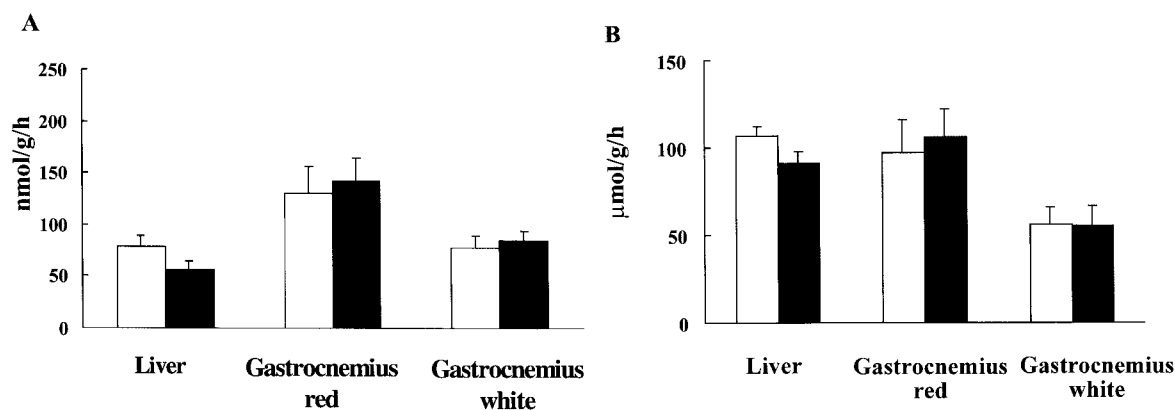 A
nmol/g/h
250
200
150
100
50
0
Liver
Gastrocnemius
red
Gastrocnemius
white
B
μmol/g/h
150
100
50
0
Liver
Gastrocnemius
red
Gastrocnemius
white